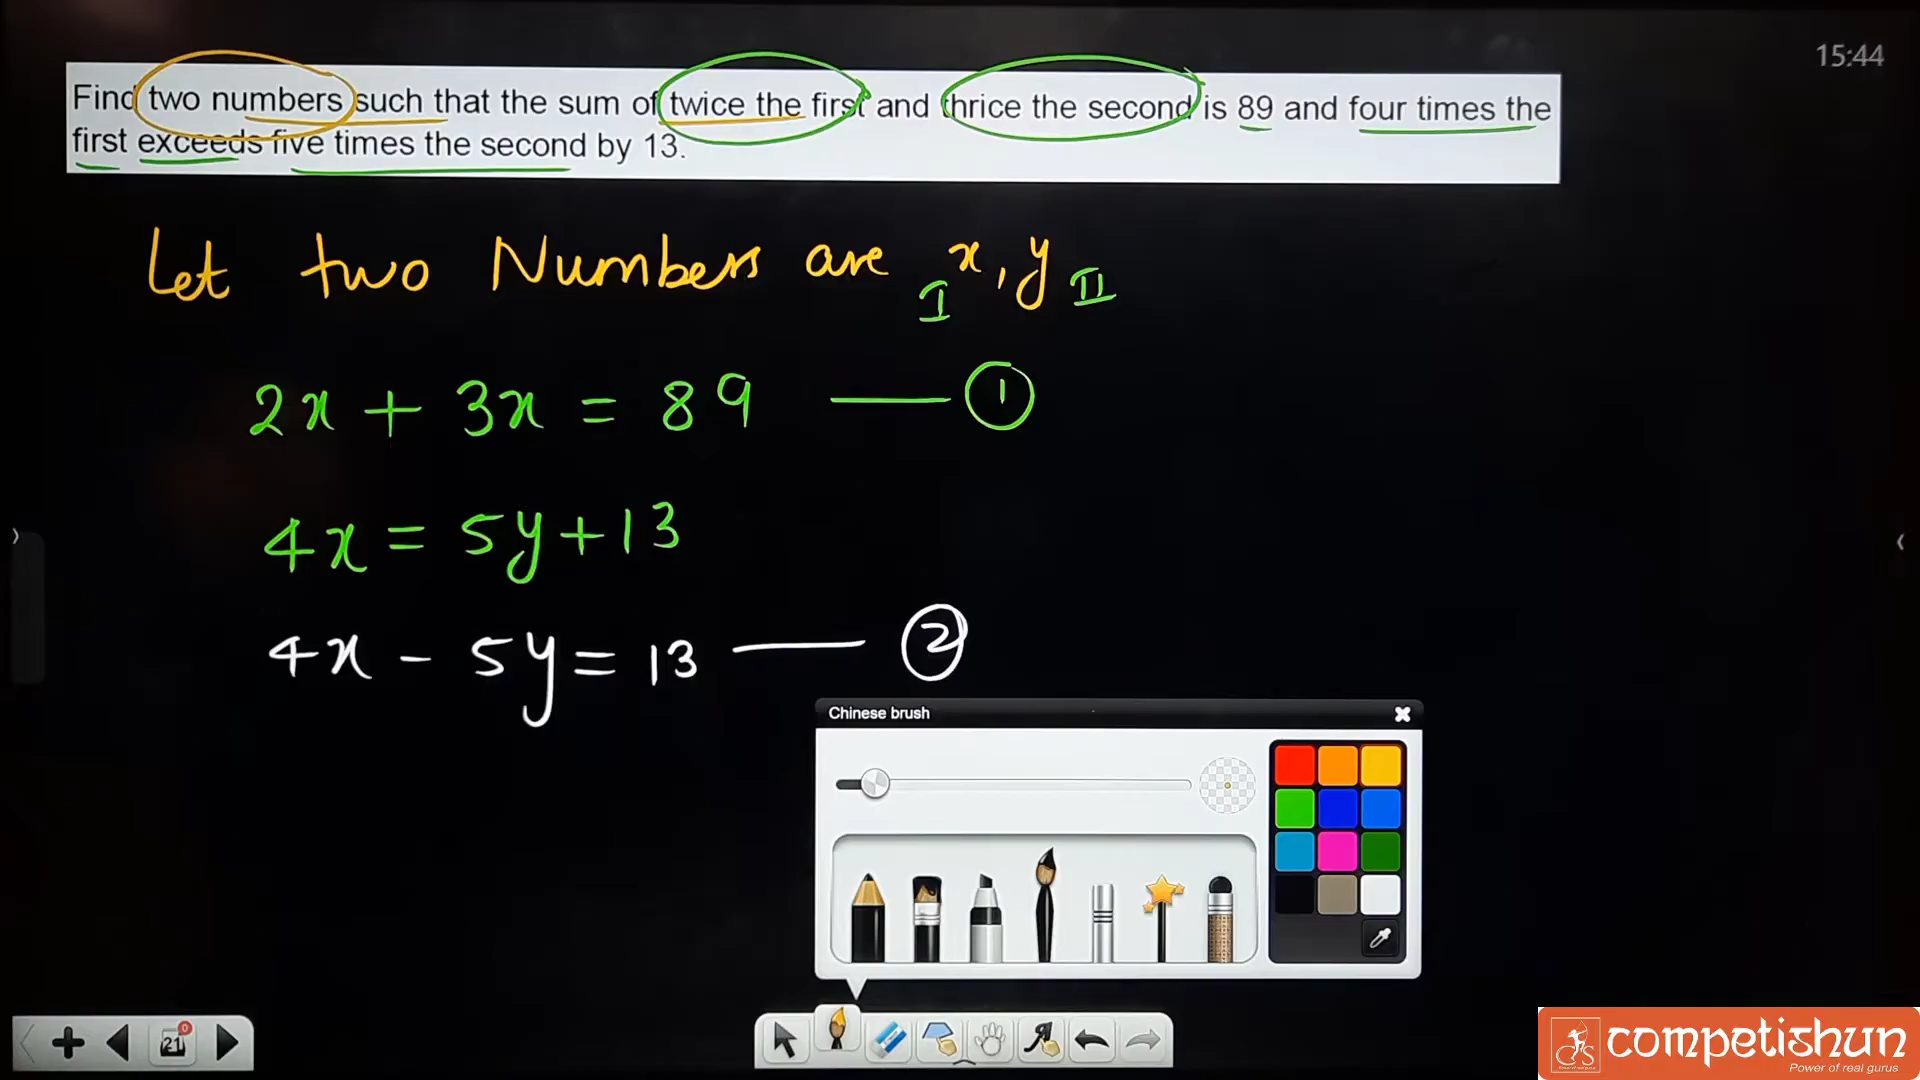 15:44
Find two numbers such that the sum of twice the first and thrice the second is 89 and four times the
first exceeds five times the second by 13.
Let two Numbers are x, y
I II
2x + 3x = 89 —— ①
4x = 5y + 13
4x - 5y = 13 —— ②
Chinese brush
0
21
competishun
Power of real gurus